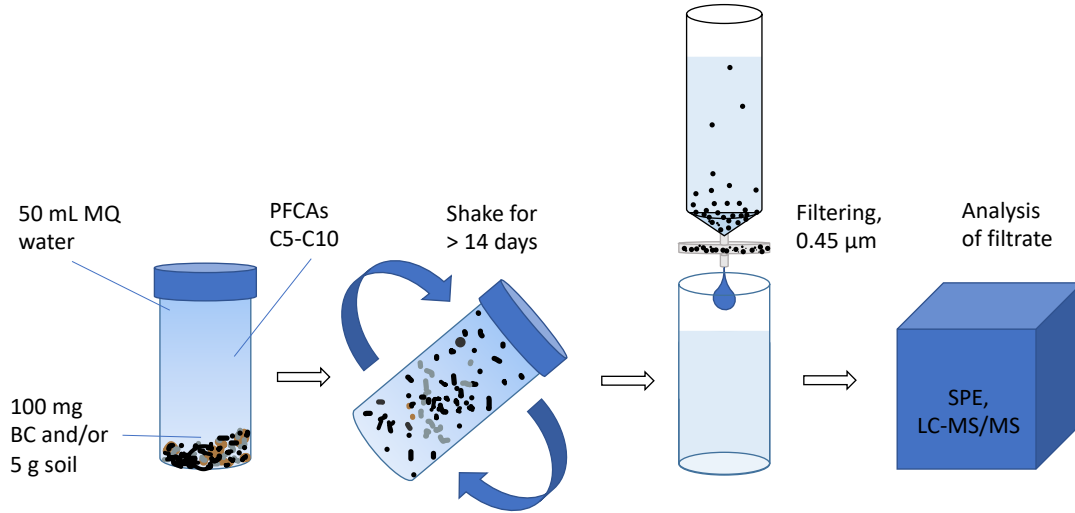 50 mL MQ
water
PFCAs
C5-C10
100 mg
BC and/or
5 g soil
Shake for
> 14 days
Filtering,
0.45 μm
Analysis
of filtrate
SPE,
LC-MS/MS